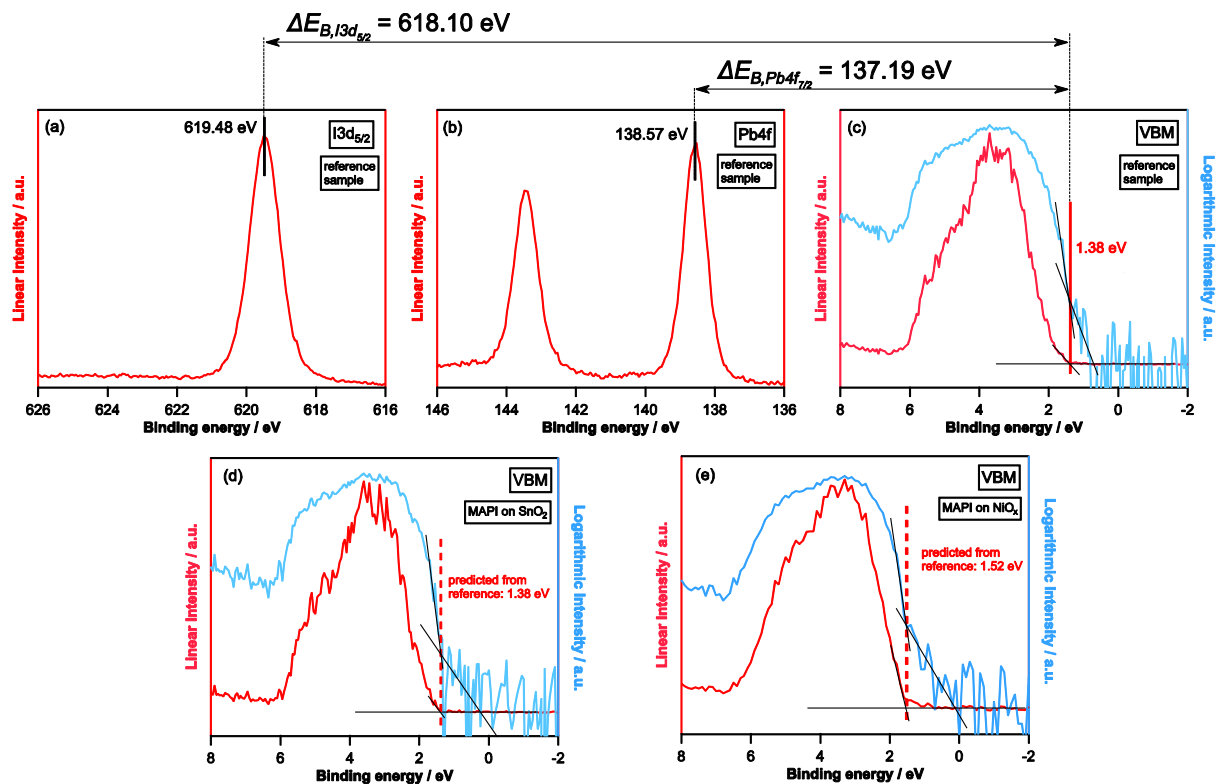 ΔE_B,I3d5/2 = 618.10 eV
ΔE_B,Pb4f7/2 = 137.19 eV
(a)
619.48 eV
I3d5/2
reference
sample
Linear Intensity / a.u.
626 624 622 620 618 616
Binding energy / eV
(b)
138.57 eV
Pb4f
reference
sample
Linear Intensity / a.u.
146 144 142 140 138 136
Binding energy / eV
(c)
VBM
reference
sample
1.38 eV
Linear Intensity / a.u.
Logarithmic Intensity / a.u.
8 6 4 2 0 -2
Binding energy / eV
(d)
VBM
MAPI on SnO2
predicted from
reference: 1.38 eV
Linear Intensity / a.u.
Logarithmic Intensity / a.u.
8 6 4 2 0 -2
Binding energy / eV
(e)
VBM
MAPI on NiOx
predicted from
reference: 1.52 eV
Linear Intensity / a.u.
Logarithmic Intensity / a.u.
8 6 4 2 0 -2
Binding energy / eV